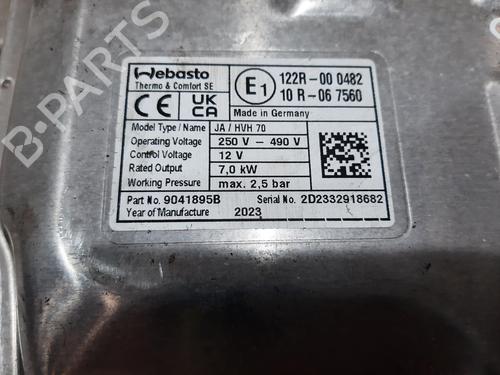 Webasto
Thermo & Comfort SE
CE UK CA
E1
122R-00 0482
10 R-06 7560
Made in Germany
Model Type / Name JA / HVH 70
Operating Voltage 250 V - 490 V
Control Voltage 12 V
Rated Output 7,0 kW
Working Pressure max. 2,5 bar
Part No. 9041895B Serial No. 2D2332918682
Year of Manufacture 2023
B-PARTS